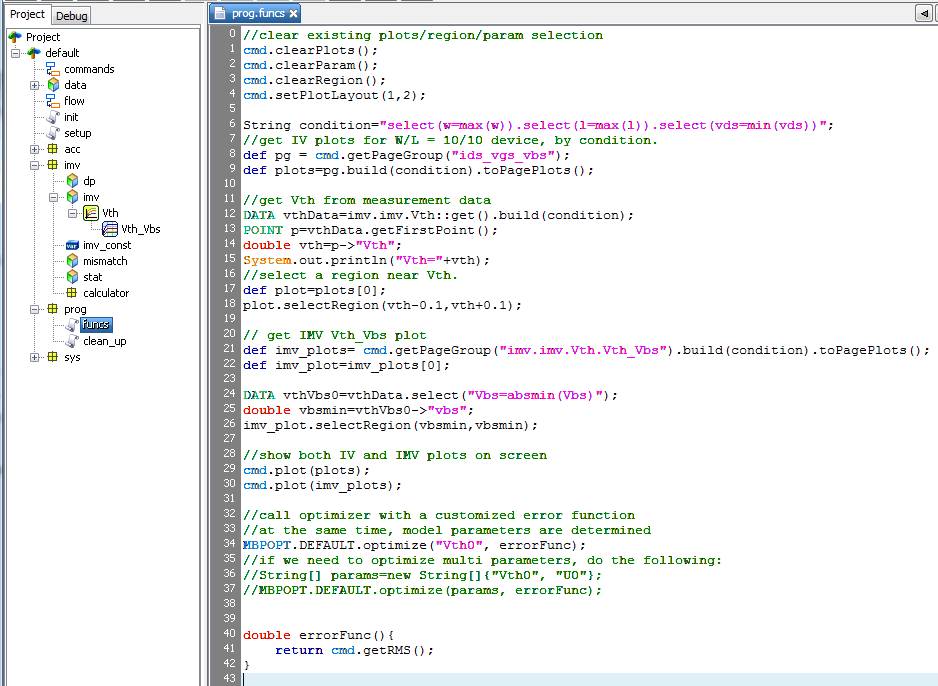 Project
Debug
Project
default
commands
data
flow
init
setup
acc
imv
dp
imv
Vth
Vth_Vbs
var
imv_const
mismatch
stat
calculator
prog
funcs
clean_up
sys
prog.funcs
0 //clear existing plots/region/param selection
1 cmd.clearPlots();
2 cmd.clearParam();
3 cmd.clearRegion();
4 cmd.setPlotLayout(1,2);
5
6 String condition="select(w=max(w)).select(l=max(l)).select(vds=min(vds))";
7 //get IV plots for W/L = 10/10 device, by condition.
8 def pg = cmd.getPageGroup("ids_vgs_vbs");
9 def plots=pg.build(condition).toPagePlots();
10
11 //get Vth from measurement data
12 DATA vthData=imv.imv.Vth::get().build(condition);
13 POINT p=vthData.getFirstPoint();
14 double vth=p->"Vth";
15 System.out.println("Vth="+vth);
16 //select a region near Vth.
17 def plot=plots[0];
18 plot.selectRegion(vth-0.1,vth+0.1);
19
20 // get IMV Vth_Vbs plot
21 def imv_plots= cmd.getPageGroup("imv.imv.Vth.Vth_Vbs").build(condition).toPagePlots();
22 def imv_plot=imv_plots[0];
23
24 DATA vthVbs0=vthData.select("Vbs=absmin(Vbs)");
25 double vbsmin=vthVbs0->"vbs";
26 imv_plot.selectRegion(vbsmin,vbsmin);
27
28 //show both IV and IMV plots on screen
29 cmd.plot(plots);
30 cmd.plot(imv_plots);
31
32 //call optimizer with a customized error function
33 //at the same time, model parameters are determined
34 MBPOPT.DEFAULT.optimize("Vth0", errorFunc);
35 //if we need to optimize multi parameters, do the following:
36 //String[] params=new String[]{"Vth0", "U0"};
37 //MBPOPT.DEFAULT.optimize(params, errorFunc);
38
39
40 double errorFunc(){
41 return cmd.getRMS();
42 }
43